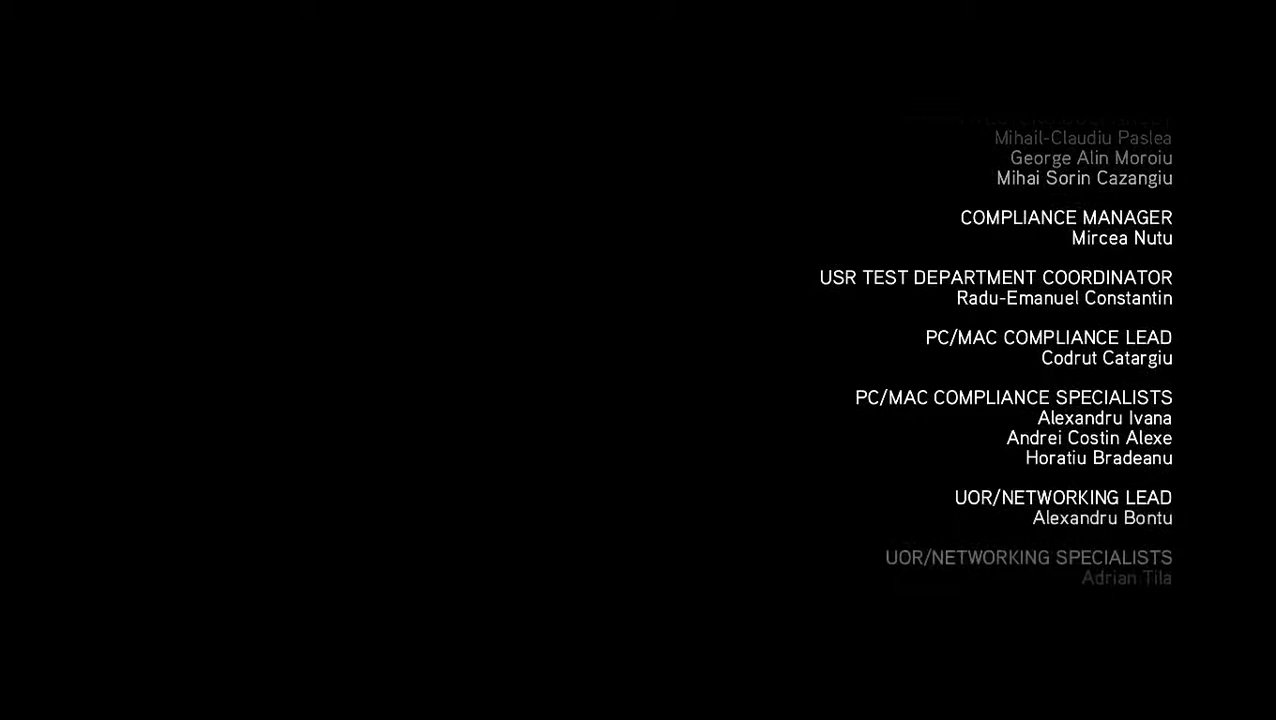 Mihail-Claudiu Paslea
George Alin Moroiu
Mihai Sorin Cazangiu
COMPLIANCE MANAGER
Mircea Nutu
USR TEST DEPARTMENT COORDINATOR
Radu-Emanuel Constantin
PC/MAC COMPLIANCE LEAD
Codrut Catargiu
PC/MAC COMPLIANCE SPECIALISTS
Alexandru Ivana
Andrei Costin Alexe
Horatiu Bradeanu
UOR/NETWORKING LEAD
Alexandru Bontu
UOR/NETWORKING SPECIALISTS
Adrian Tila